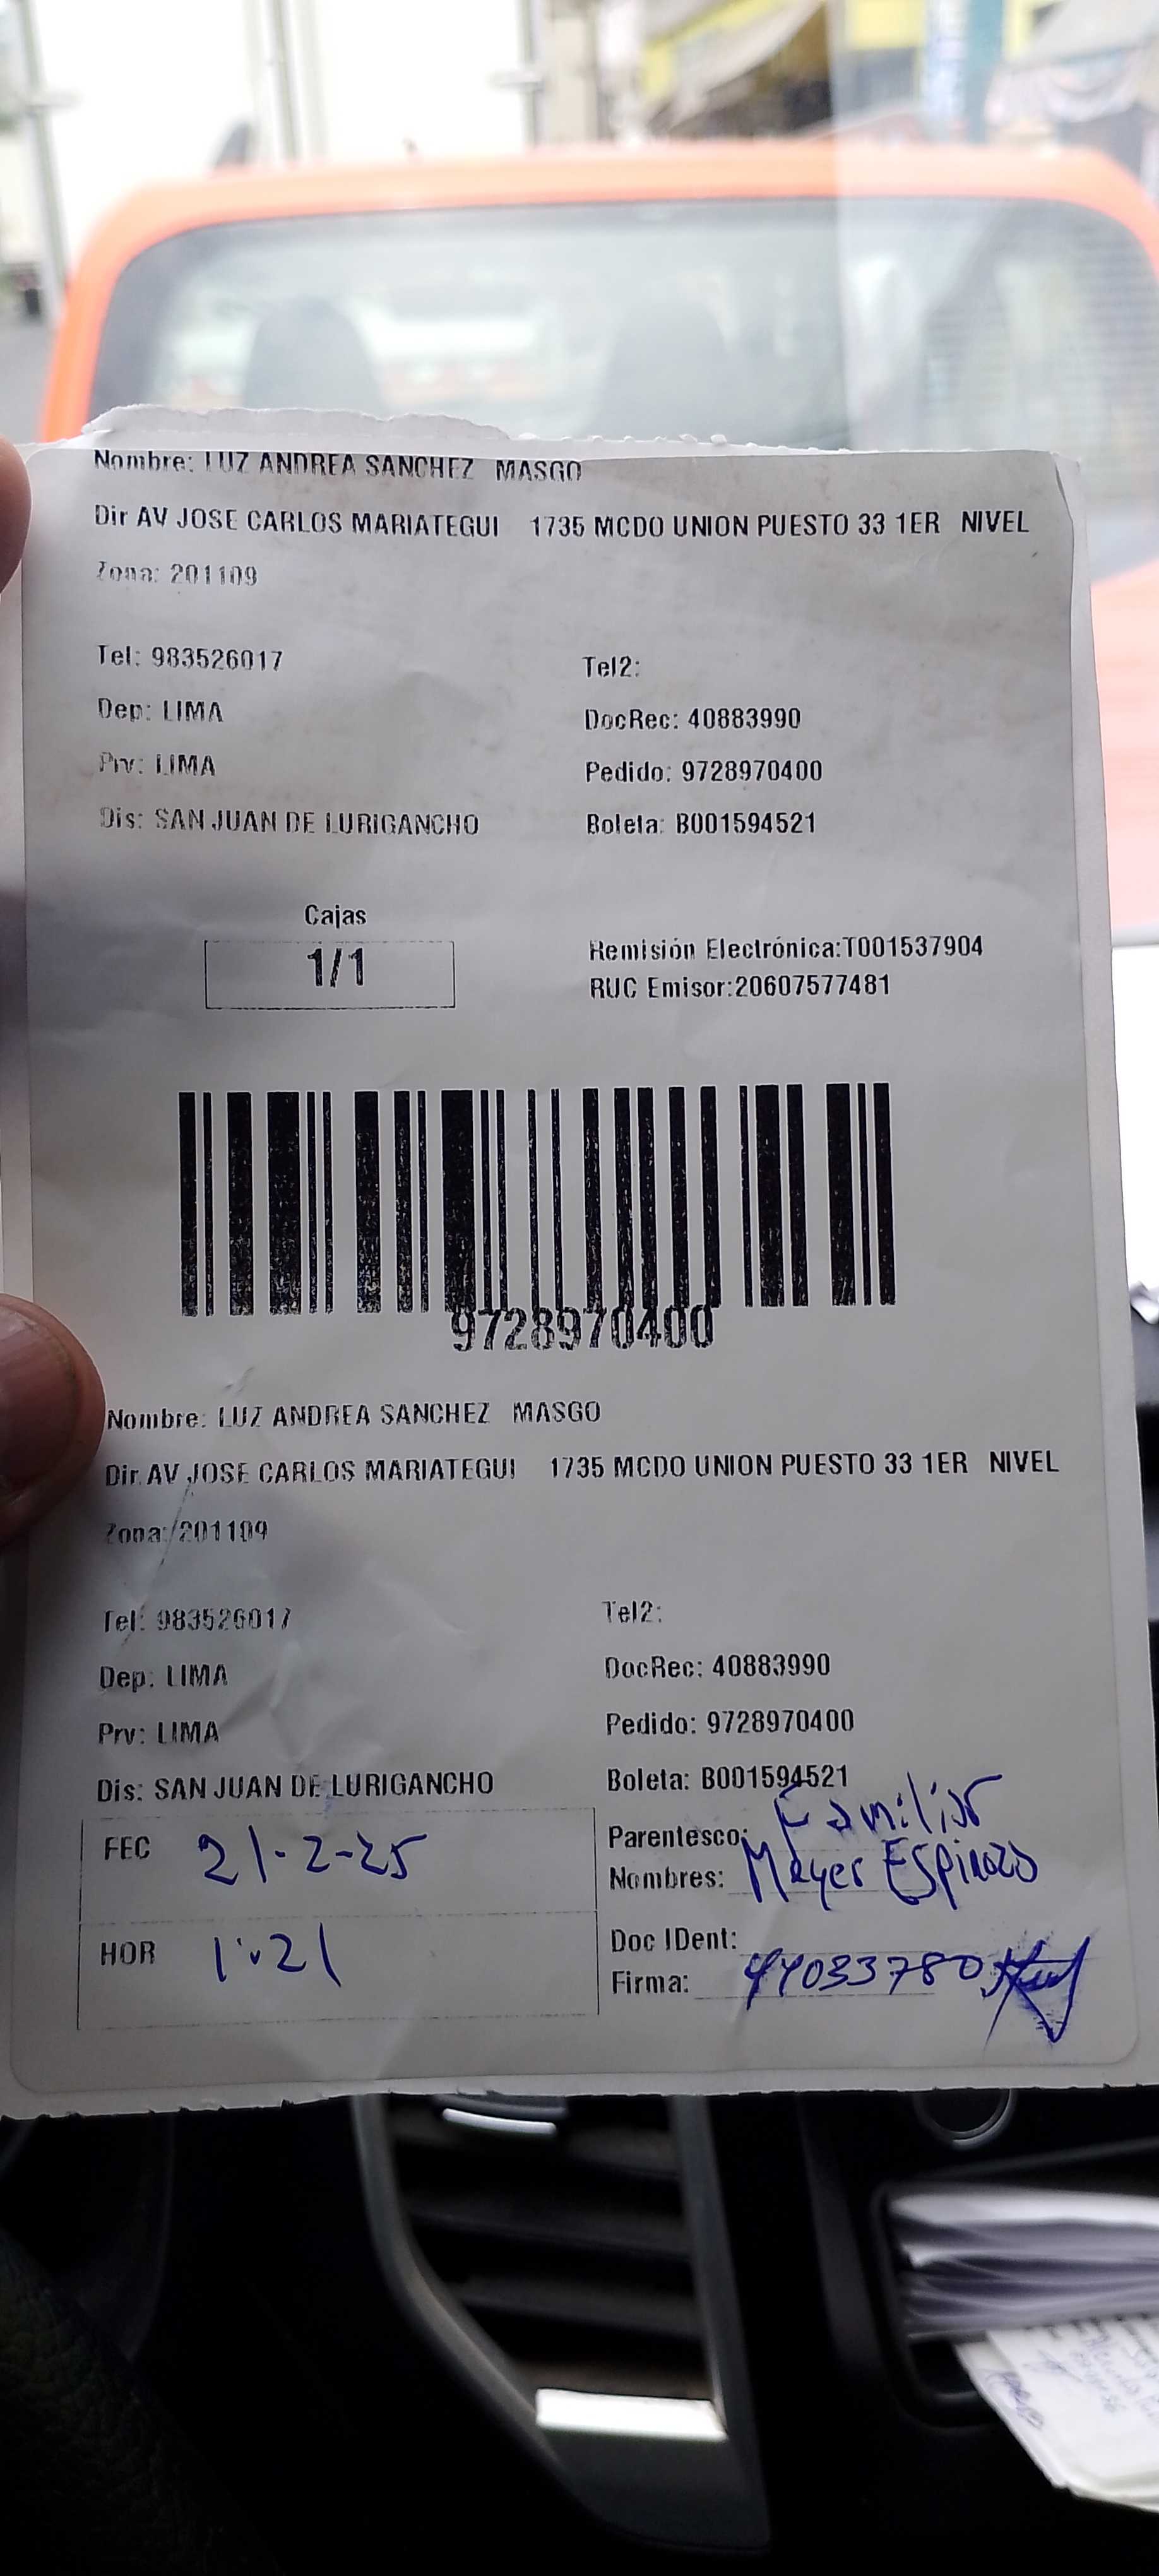 Nombre: LUZ ANDREA SANCHEZ MASGO
Dir AV JOSE CARLOS MARIATEGUI 1735 MCDO UNION PUESTO 33 1ER NIVEL
Zona: 201109
Tel: 983526017 Tel2:
Dep: LIMA DocRec: 40883990
Prv: LIMA Pedido: 9728970400
Dis: SAN JUAN DE LURIGANCHO Boleta: B001594521
Cajas
1/1
Remisión Electrónica:T001537904
RUC Emisor:20607577481
9728970400
Nombre: LUZ ANDREA SANCHEZ MASGO
Dir AV JOSE CARLOS MARIATEGUI 1735 MCDO UNION PUESTO 33 1ER NIVEL
Zona: 201109
Tel: 983526017 Tel2:
Dep: LIMA DocRec: 40883990
Prv: LIMA Pedido: 9728970400
Dis: SAN JUAN DE LURIGANCHO Boleta: B001594521
FEC 21-2-25 Parentesco: Familiar
Nombres: Mayer Espinoza
HOR 1:21 Doc IDent:
Firma: 44033780